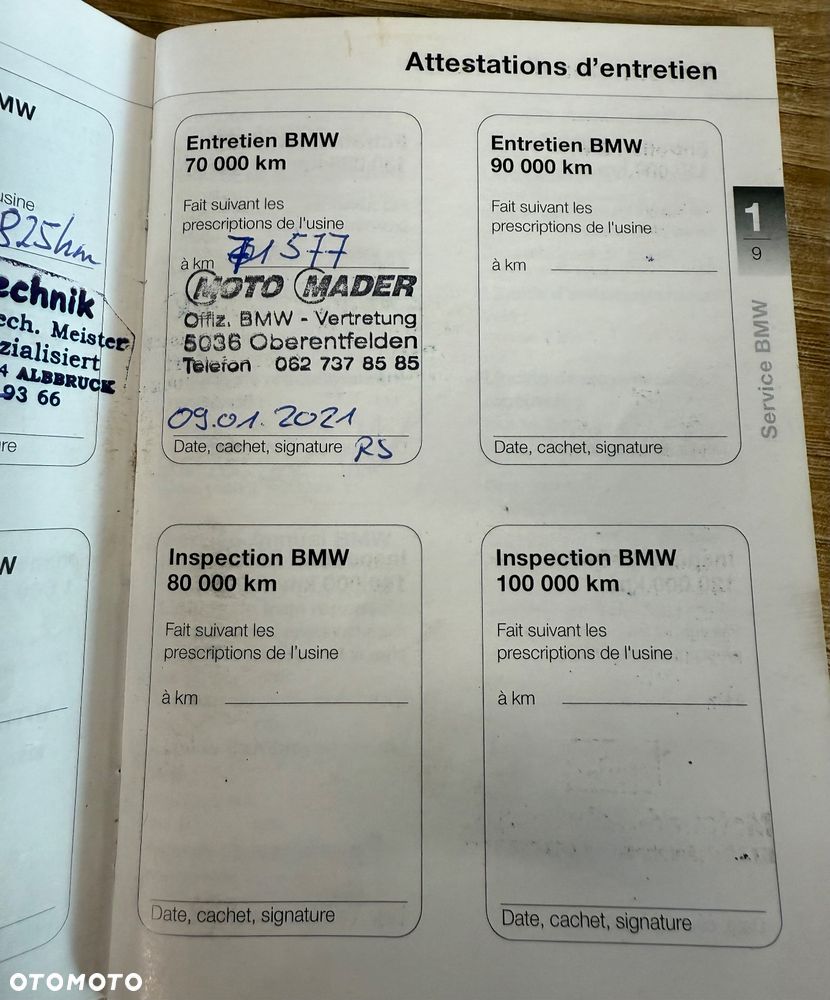 MW
usine
825km
echnik
ech. Meister
zialisiert
4 ALBBRUCK
93 66
re
W
Attestations d'entretien
Entretien BMW
70 000 km
Fait suivant les
prescriptions de l'usine
à km 71577
MOTO MADER
Offiz. BMW - Vertretung
5036 Oberentfelden
Telefon 062 737 85 85
09.01.2021
Date, cachet, signature RS
Entretien BMW
90 000 km
Fait suivant les
prescriptions de l'usine
à km
Date, cachet, signature
1
9
Service BMW
Inspection BMW
80 000 km
Fait suivant les
prescriptions de l'usine
à km
Date, cachet, signature
Inspection BMW
100 000 km
Fait suivant les
prescriptions de l'usine
à km
Date, cachet, signature
OTOMOTO